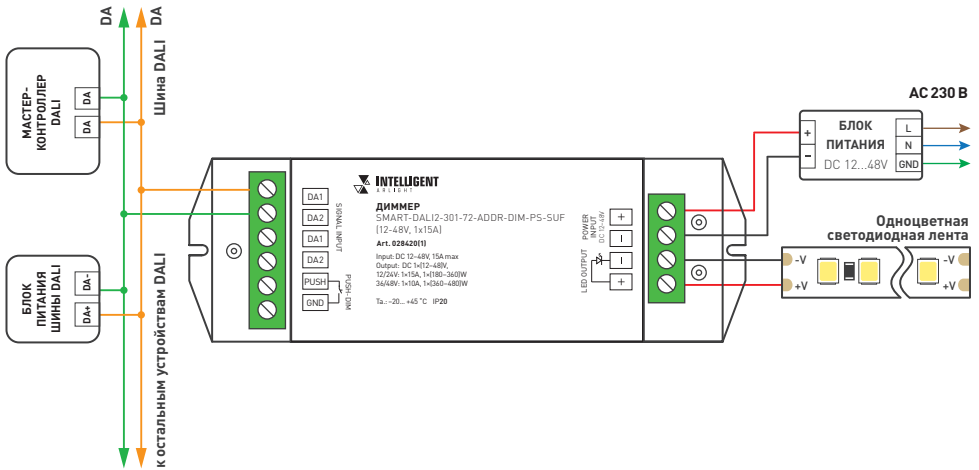 DA
DA
Шина DALI
МАСТЕР-
КОНТРОЛЛЕР
DALI
DA
DA
БЛОК
ПИТАНИЯ
ШИНЫ DALI
DA-
DA+
к остальным устройствам DALI
DA1
DA2
DA1
DA2
PUSH
GND
SIGNAL INPUT
PUSH-DIM
INTELLIGENT
ARLIGHT
ДИММЕР
SMART-DALI2-301-72-ADDR-DIM-PS-SUF
(12-48V, 1x15A)
Art. 028420(1)
Input: DC 12–48V, 15A max
Output: DC 1×(12–48)V,
12/24V: 1×15A, 1×(180–360)W
36/48V: 1×10A, 1×(360–480)W
Ta.: –20... +45 °C IP20
POWER
INPUT
DC 12-48V
LED OUTPUT
+
–
–
+
AC 230 В
БЛОК
ПИТАНИЯ
DC 12...48V
+
–
L
N
GND
Одноцветная
светодиодная лента
-V
+V
-V
+V